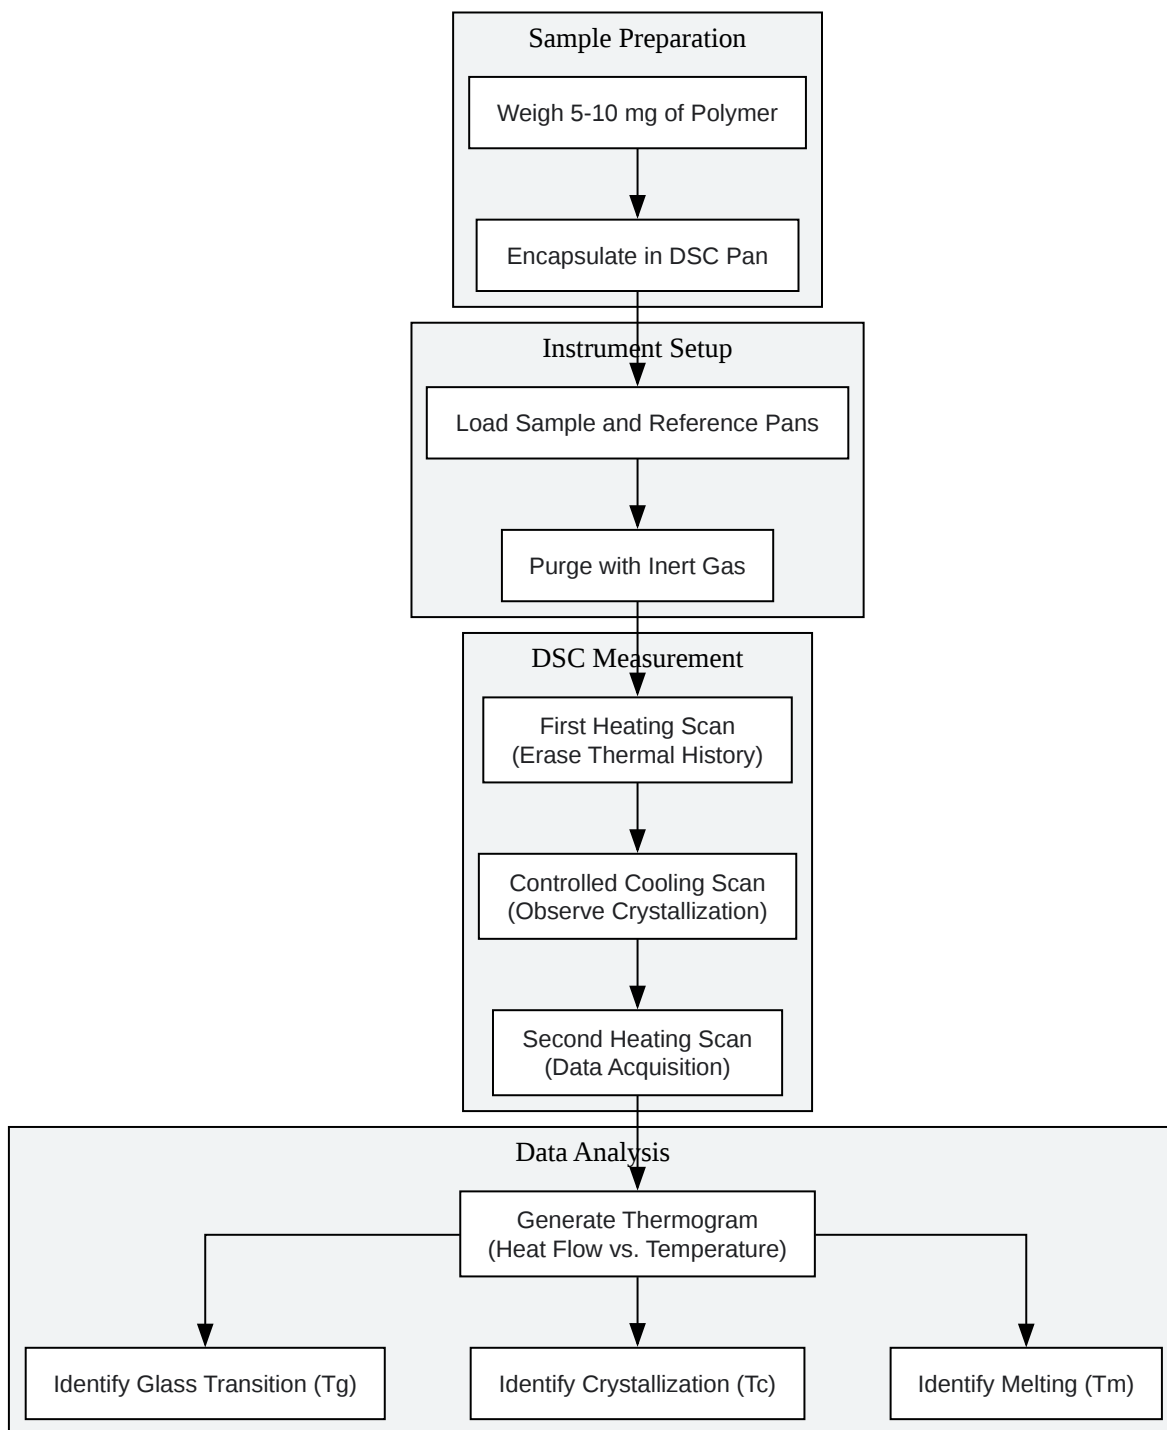 Sample Preparation
Weigh 5-10 mg of Polymer
Encapsulate in DSC Pan
Instrument Setup
Load Sample and Reference Pans
Purge with Inert Gas
DSC Measurement
First Heating Scan
(Erase Thermal History)
Controlled Cooling Scan
(Observe Crystallization)
Second Heating Scan
(Data Acquisition)
Data Analysis
Generate Thermogram
(Heat Flow vs. Temperature)
Identify Glass Transition (Tg)
Identify Crystallization (Tc)
Identify Melting (Tm)